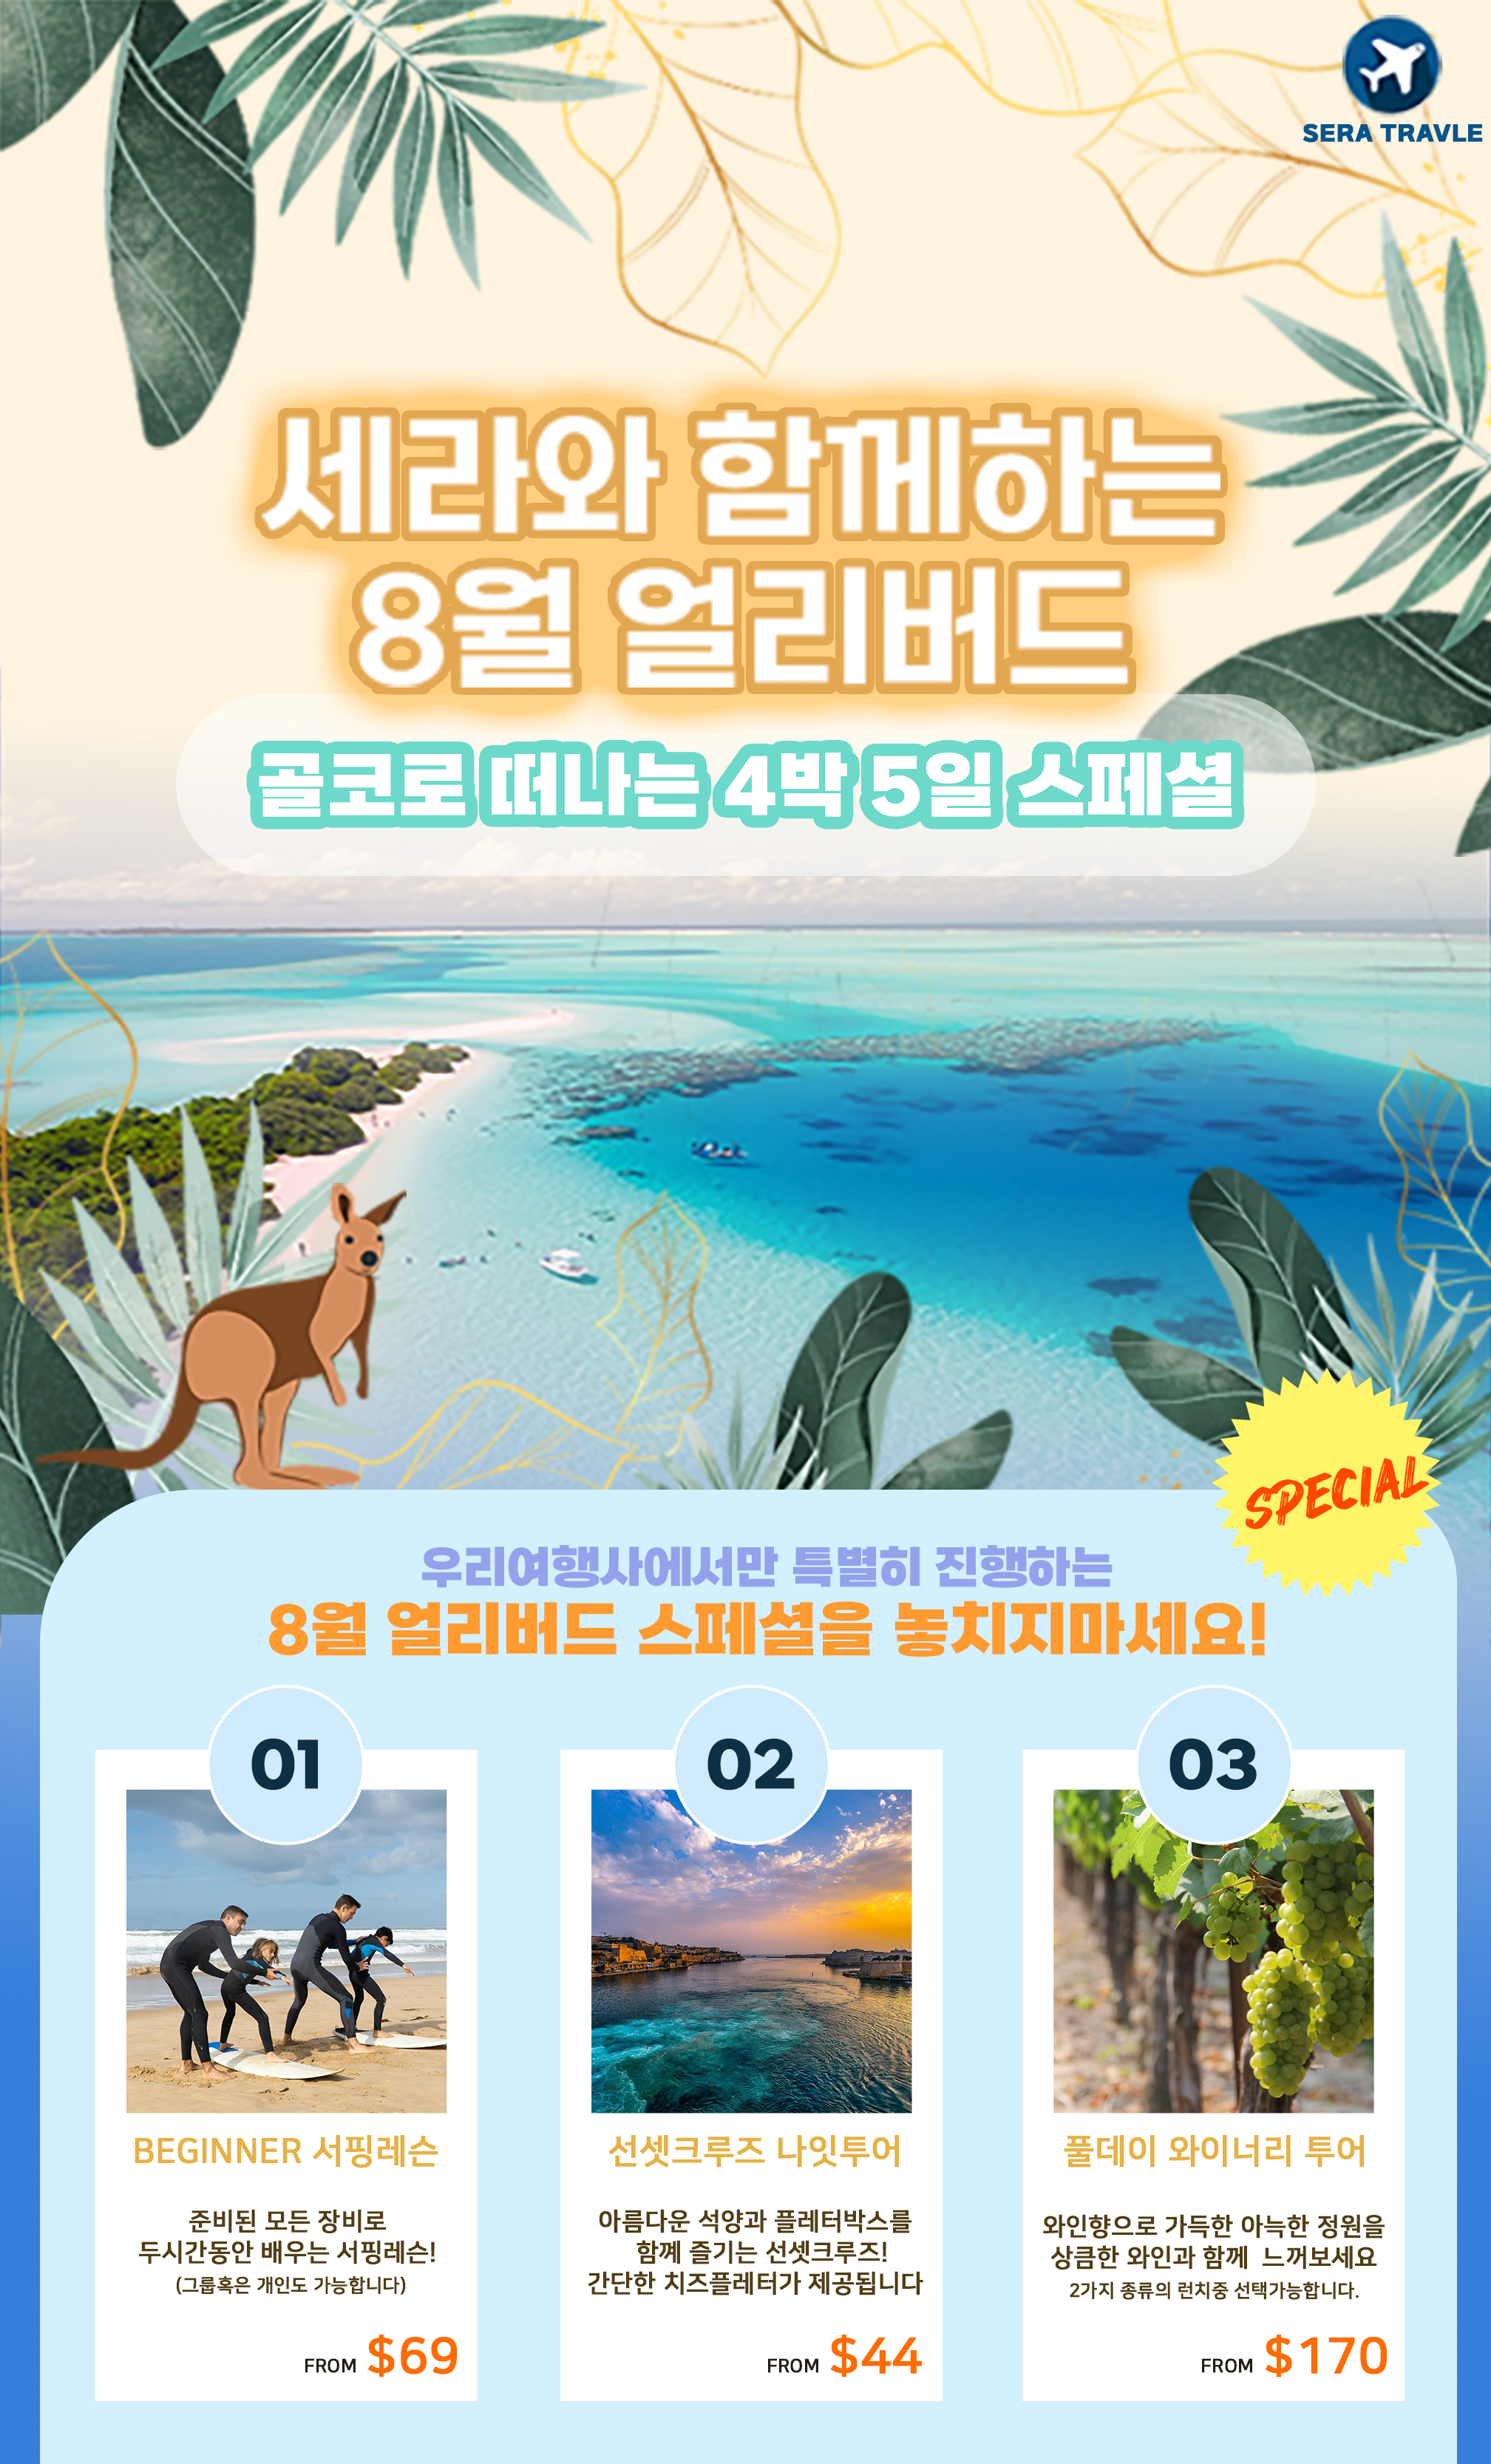 SERA TRAVLE
세라와 함께하는
8월 얼리버드
골코로 떠나는 4박 5일 스페셜
SPECIAL
우리여행사에서만 특별히 진행하는
8월 얼리버드 스페셜을 놓치지마세요!
01
BEGINNER 서핑레슨
준비된 모든 장비로
두시간동안 배우는 서핑레슨!
(그룹혹은 개인도 가능합니다)
FROM $69
02
선셋크루즈 나잇투어
아름다운 석양과 플레터박스를
함꼐 즐기는 선셋크루즈!
간단한 치즈플레터가 제공됩니다
FROM $44
03
풀데이 와이너리 투어
와인향으로 가득한 아늑한 정원을
상큼한 와인과 함께 느껴보세요
2가지 종류의 런치중 선택가능합니다.
FROM $170